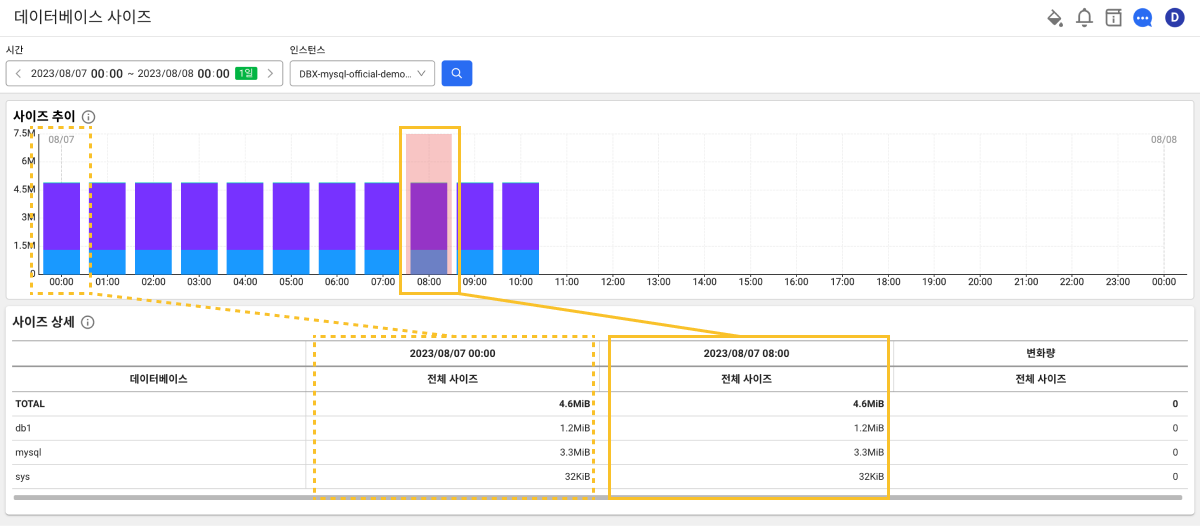 데이터베이스 사이즈
D
시간
인스턴스
2023/08/07 00:00 ~ 2023/08/08 00:00 1일
DBX-mysql-official-demo...
사이즈 추이
7.5M
6M
4.5M
3M
1.5M
0
08/07
08/08
00:00 01:00 02:00 03:00 04:00 05:00 06:00 07:00 08:00 09:00 10:00 11:00 12:00 13:00 14:00 15:00 16:00 17:00 18:00 19:00 20:00 21:00 22:00 23:00 00:00
사이즈 상세
2023/08/07 00:00 2023/08/07 08:00 변화량
데이터베이스 전체 사이즈 전체 사이즈 전체 사이즈
TOTAL 4.6MiB 4.6MiB 0
db1 1.2MiB 1.2MiB 0
mysql 3.3MiB 3.3MiB 0
sys 32KiB 32KiB 0